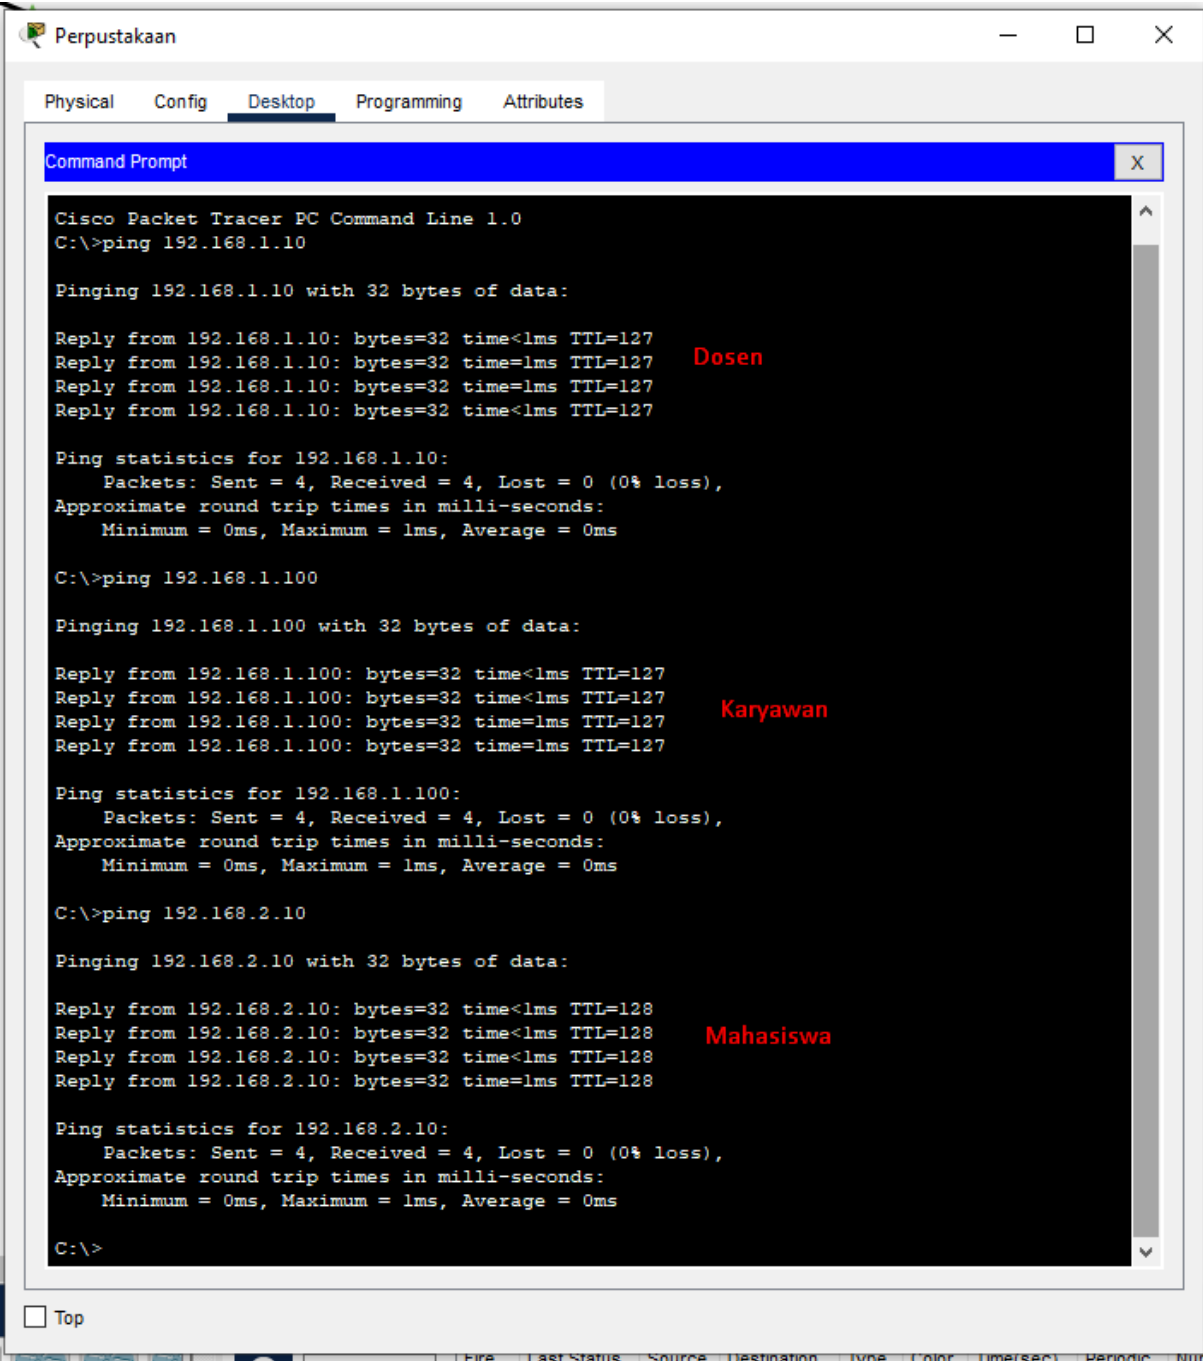 Perpustakaan
Physical Config Desktop Programming Attributes
Command Prompt X
Cisco Packet Tracer PC Command Line 1.0
C:\>ping 192.168.1.10
Pinging 192.168.1.10 with 32 bytes of data:
Reply from 192.168.1.10: bytes=32 time<1ms TTL=127
Reply from 192.168.1.10: bytes=32 time=1ms TTL=127
Dosen
Reply from 192.168.1.10: bytes=32 time=1ms TTL=127
Reply from 192.168.1.10: bytes=32 time<1ms TTL=127
Ping statistics for 192.168.1.10:
Packets: Sent = 4, Received = 4, Lost = 0 (0% loss),
Approximate round trip times in milli-seconds:
Minimum = 0ms, Maximum = 1ms, Average = 0ms
C:\>ping 192.168.1.100
Pinging 192.168.1.100 with 32 bytes of data:
Reply from 192.168.1.100: bytes=32 time<1ms TTL=127
Reply from 192.168.1.100: bytes=32 time<1ms TTL=127
Karyawan
Reply from 192.168.1.100: bytes=32 time=1ms TTL=127
Reply from 192.168.1.100: bytes=32 time=1ms TTL=127
Ping statistics for 192.168.1.100:
Packets: Sent = 4, Received = 4, Lost = 0 (0% loss),
Approximate round trip times in milli-seconds:
Minimum = 0ms, Maximum = 1ms, Average = 0ms
C:\>ping 192.168.2.10
Pinging 192.168.2.10 with 32 bytes of data:
Reply from 192.168.2.10: bytes=32 time<1ms TTL=128
Reply from 192.168.2.10: bytes=32 time<1ms TTL=128
Mahasiswa
Reply from 192.168.2.10: bytes=32 time<1ms TTL=128
Reply from 192.168.2.10: bytes=32 time=1ms TTL=128
Ping statistics for 192.168.2.10:
Packets: Sent = 4, Received = 4, Lost = 0 (0% loss),
Approximate round trip times in milli-seconds:
Minimum = 0ms, Maximum = 1ms, Average = 0ms
C:\>
Top
Fire Last Status Source Destination Type Color Time(sec) Periodic